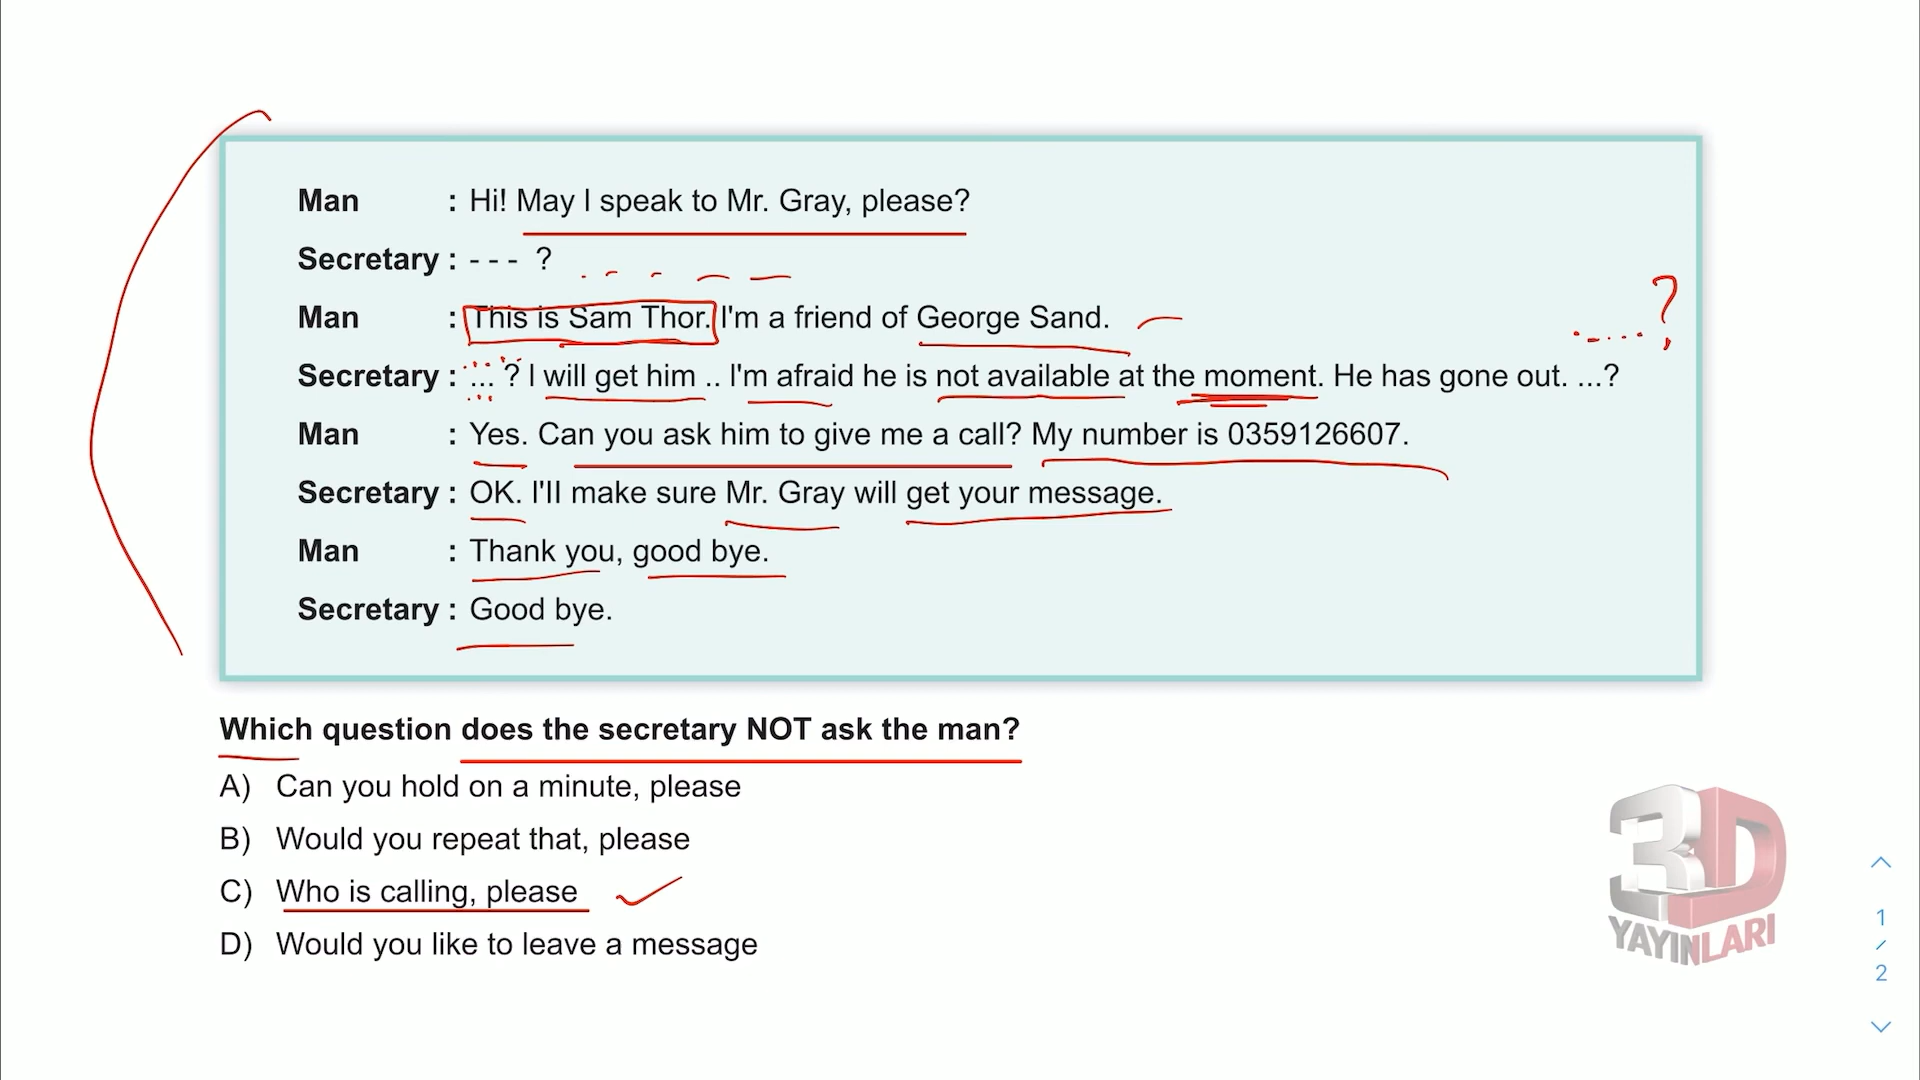 Man : Hi! May I speak to Mr. Gray, please?
Secretary : - - - ?
Man : This is Sam Thor. I'm a friend of George Sand.
?
Secretary : ... ? I will get him .. I'm afraid he is not available at the moment. He has gone out. ...?
Man : Yes. Can you ask him to give me a call? My number is 0359126607.
Secretary : OK. I'll make sure Mr. Gray will get your message.
Man : Thank you, good bye.
Secretary : Good bye.
Which question does the secretary NOT ask the man?
A) Can you hold on a minute, please
B) Would you repeat that, please
C) Who is calling, please
D) Would you like to leave a message
3D
YAYINLARI
1
/
2